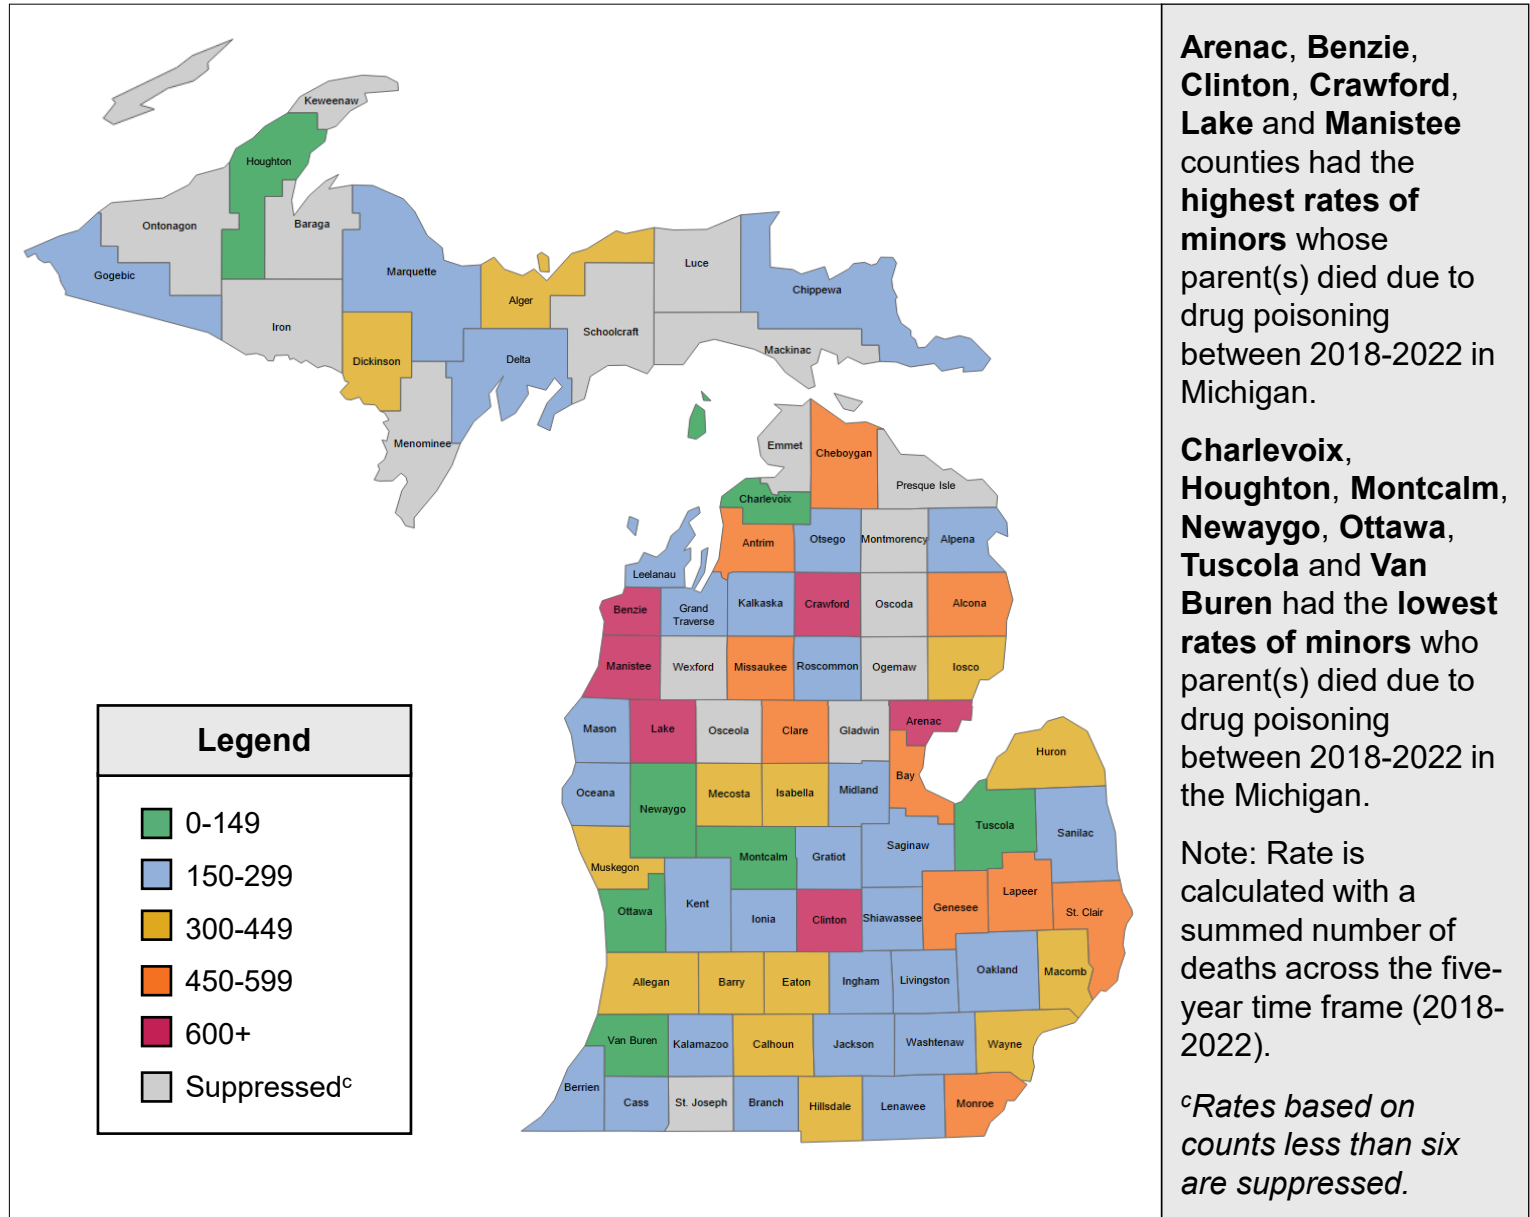 Keweenaw
Houghton
Ontonagon
Baraga
Gogebic
Marquette
Luce
Chippewa
Alger
Iron
Schoolcraft
Mackinac
Dickinson
Delta
Menominee
Emmet
Cheboygan
Presque Isle
Charlevoix
Antrim
Otsego
Montmorency
Alpena
Leelanau
Benzie
Grand
Traverse
Kalkaska
Crawford
Oscoda
Alcona
Manistee
Wexford
Missaukee
Roscommon
Ogemaw
Iosco
Mason
Lake
Osceola
Clare
Gladwin
Arenac
Huron
Oceana
Newaygo
Mecosta
Isabella
Midland
Bay
Tuscola
Sanilac
Muskegon
Montcalm
Gratiot
Saginaw
Ottawa
Kent
Ionia
Clinton
Shiawassee
Genesee
Lapeer
St. Clair
Allegan
Barry
Eaton
Ingham
Livingston
Oakland
Macomb
Van Buren
Kalamazoo
Calhoun
Jackson
Washtenaw
Wayne
Berrien
Cass
St. Joseph
Branch
Hillsdale
Lenawee
Monroe
Legend
0-149
150-299
300-449
450-599
600+
Suppressedᶜ
Arenac, Benzie,
Clinton, Crawford,
Lake and Manistee
counties had the
highest rates of
minors whose
parent(s) died due to
drug poisoning
between 2018-2022 in
Michigan.
Charlevoix,
Houghton, Montcalm,
Newaygo, Ottawa,
Tuscola and Van
Buren had the lowest
rates of minors who
parent(s) died due to
drug poisoning
between 2018-2022 in
the Michigan.
Note: Rate is
calculated with a
summed number of
deaths across the five-
year time frame (2018-
2022).
ᶜRates based on
counts less than six
are suppressed.